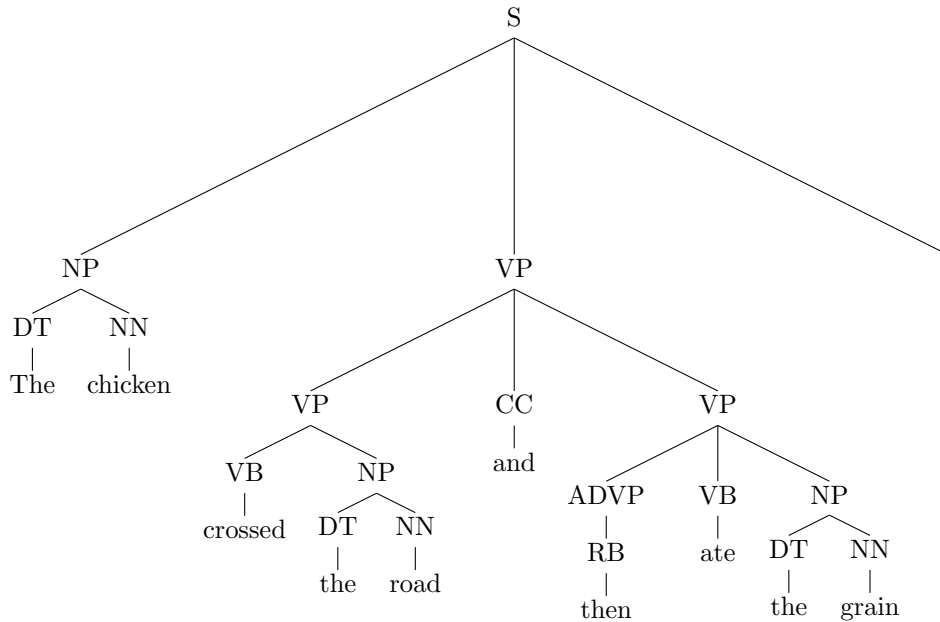 S
NP VP
DT NN
The chicken
VP CC VP
and
VB NP
crossed
DT NN
the road
ADVP VB NP
RB ate
then
DT NN
the grain